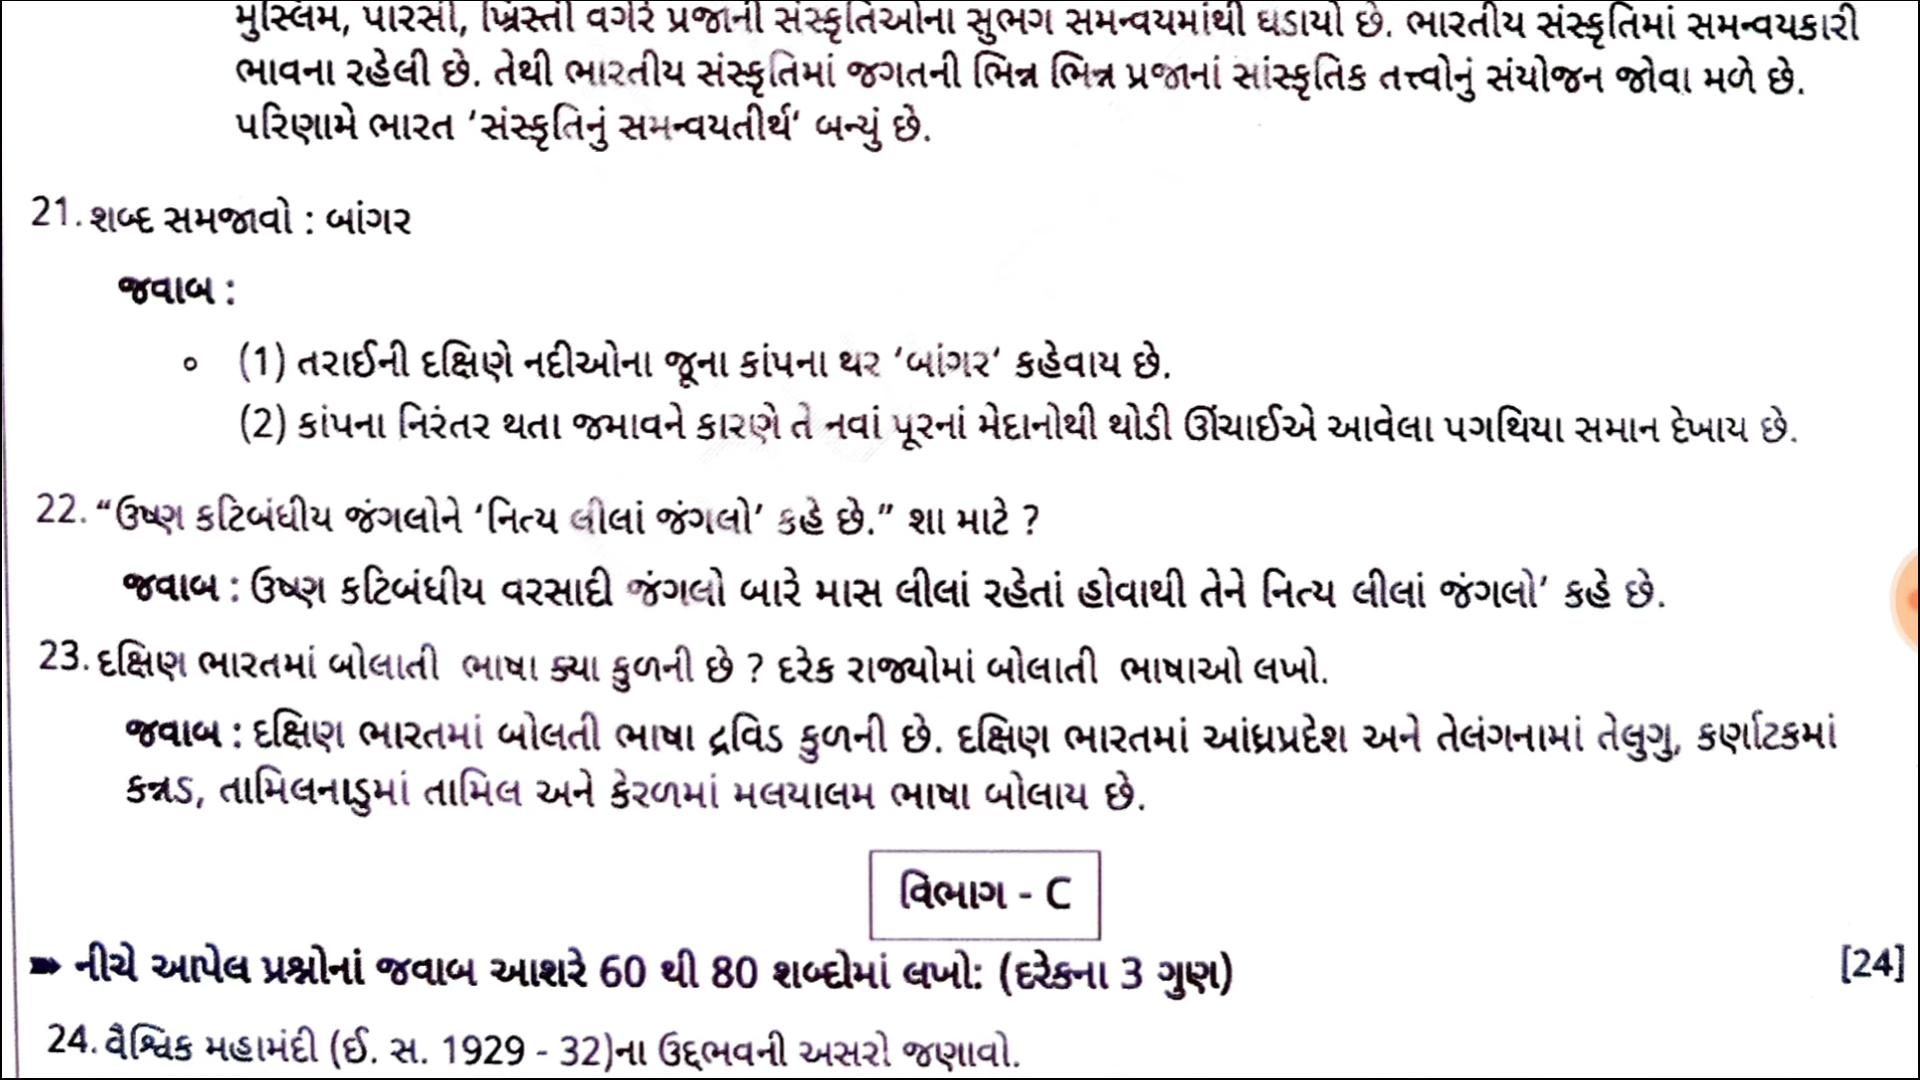 મુસ્લિમ, પારસી, ખ્રિસ્તી વગેરે પ્રજાની સંસ્કૃતિઓના સુભગ સમન્વયમાંથી ઘડાયો છે. ભારતીય સંસ્કૃતિમાં સમન્વયકારી
ભાવના રહેલી છે. તેથી ભારતીય સંસ્કૃતિમાં જગતની ભિન્ન ભિન્ન પ્રજાનાં સાંસ્કૃતિક તત્ત્વોનું સંયોજન જોવા મળે છે.
પરિણામે ભારત ‘સંસ્કૃતિનું સમન્વયતીર્થ’ બન્યું છે.
21. શબ્દ સમજાવો : બાંગર
જવાબ :
(1) તરાઈની દક્ષિણે નદીઓના જૂના કાંપના થર ‘બાંગર’ કહેવાય છે.
(2) કાંપના નિરંતર થતા જમાવને કારણે તે નવાં પૂરનાં મેદાનોથી થોડી ઊંચાઈએ આવેલા પગથિયા સમાન દેખાય છે.
22. “ઉષ્ણ કટિબંધીય જંગલોને ‘નિત્ય લીલાં જંગલો’ કહે છે.” શા માટે ?
જવાબ : ઉષ્ણ કટિબંધીય વરસાદી જંગલો બારે માસ લીલાં રહેતાં હોવાથી તેને નિત્ય લીલાં જંગલો’ કહે છે.
23. દક્ષિણ ભારતમાં બોલાતી ભાષા ક્યા કુળની છે ? દરેક રાજ્યોમાં બોલાતી ભાષાઓ લખો.
જવાબ : દક્ષિણ ભારતમાં બોલતી ભાષા દ્રવિડ કુળની છે. દક્ષિણ ભારતમાં આંધ્રપ્રદેશ અને તેલંગનામાં તેલુગુ, કર્ણાટકમાં
કન્નડ, તામિલનાડુમાં તામિલ અને કેરળમાં મલયાલમ ભાષા બોલાય છે.
વિભાગ - C
➽ નીચે આપેલ પ્રશ્નોનાં જવાબ આશરે 60 થી 80 શબ્દોમાં લખો: (દરેકના 3 ગુણ) [24]
24. વૈશ્વિક મહામંદી (ઈ. સ. 1929 - 32)ના ઉદ્દભવની અસરો જણાવો.